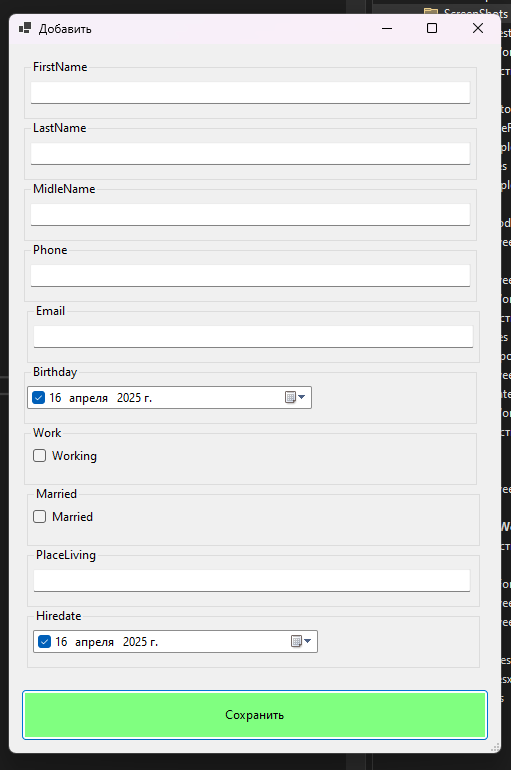 ScreenShots
Добавить
FirstName
LastName
MidleName
Phone
Email
Birthday
16 апреля 2025 г.
Work
Working
Married
Married
PlaceLiving
Hiredate
16 апреля 2025 г.
Сохранить